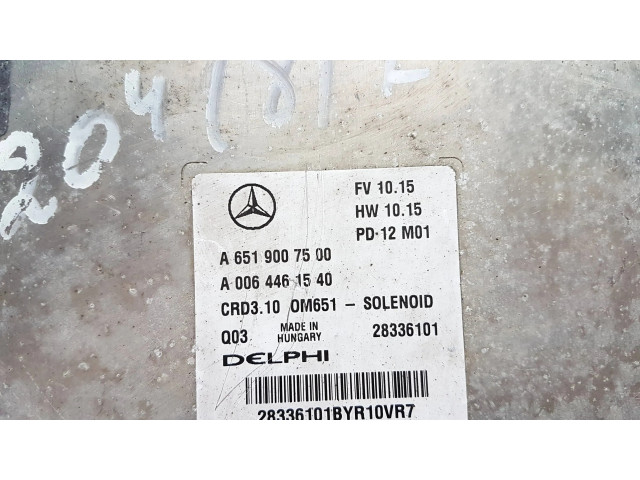 204/81F
FV 10.15
HW 10.15
PD-12 M01
A 651 900 75 00
A 006 446 15 40
CRD3.10 OM651 - SOLENOID
Q03 MADE IN HUNGARY 28336101
DELPHI
28336101BYR10VR7